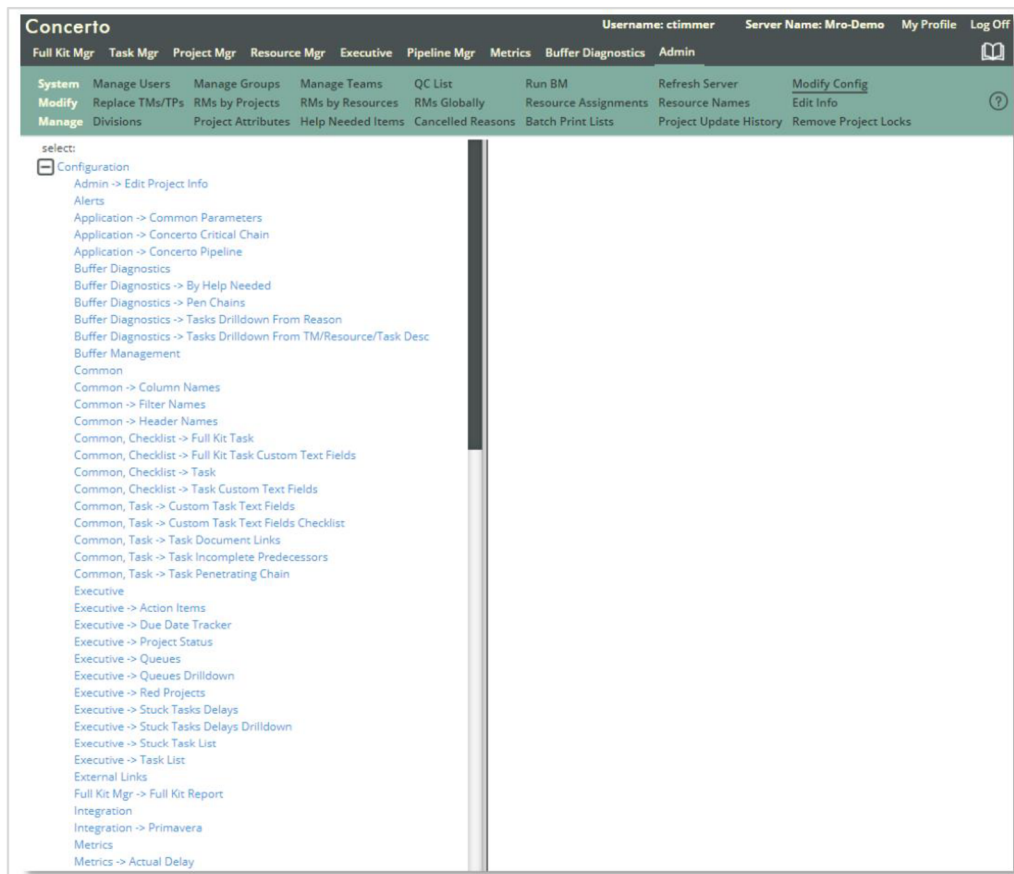 Concerto Username: ctimmer Server Name: Mro-Demo My Profile Log Off
Full Kit Mgr Task Mgr Project Mgr Resource Mgr Executive Pipeline Mgr Metrics Buffer Diagnostics Admin
System Manage Users Manage Groups Manage Teams QC List Run BM Refresh Server Modify Config
Modify Replace TMs/TPs RMs by Projects RMs by Resources RMs Globally Resource Assignments Resource Names Edit Info
Manage Divisions Project Attributes Help Needed Items Cancelled Reasons Batch Print Lists Project Update History Remove Project Locks
select:
Configuration
Admin -> Edit Project Info
Alerts
Application -> Common Parameters
Application -> Concerto Critical Chain
Application -> Concerto Pipeline
Buffer Diagnostics
Buffer Diagnostics -> By Help Needed
Buffer Diagnostics -> Pen Chains
Buffer Diagnostics -> Tasks Drilldown From Reason
Buffer Diagnostics -> Tasks Drilldown From TM/Resource/Task Desc
Buffer Management
Common
Common -> Column Names
Common -> Filter Names
Common -> Header Names
Common, Checklist -> Full Kit Task
Common, Checklist -> Full Kit Task Custom Text Fields
Common, Checklist -> Task
Common, Checklist -> Task Custom Text Fields
Common, Task -> Custom Task Text Fields
Common, Task -> Custom Task Text Fields Checklist
Common, Task -> Task Document Links
Common, Task -> Task Incomplete Predecessors
Common, Task -> Task Penetrating Chain
Executive
Executive -> Action Items
Executive -> Due Date Tracker
Executive -> Project Status
Executive -> Queues
Executive -> Queues Drilldown
Executive -> Red Projects
Executive -> Stuck Tasks Delays
Executive -> Stuck Tasks Delays Drilldown
Executive -> Stuck Task List
Executive -> Task List
External Links
Full Kit Mgr -> Full Kit Report
Integration
Integration -> Primavera
Metrics
Metrics -> Actual Delay